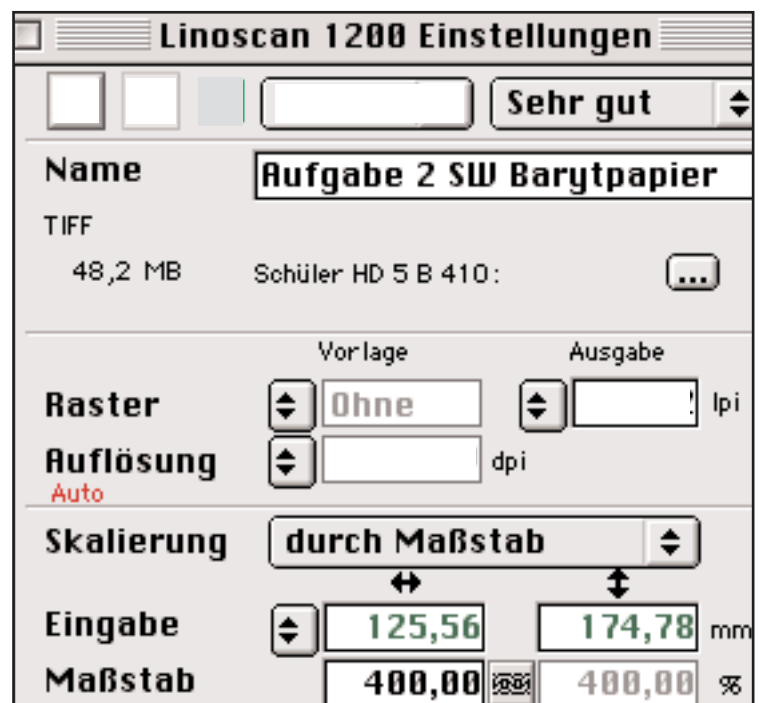 Linoscan 1200 Einstellungen
Sehr gut
Name Aufgabe 2 SW Barytpapier
TIFF
48,2 MB Schüler HD 5 B 410: ...
Vorlage Ausgabe
Raster Ohne lpi
Auflösung dpi
Auto
Skalierung durch Maßstab
Eingabe 125,56 174,78 mm
Maßstab 400,00 400,00 %